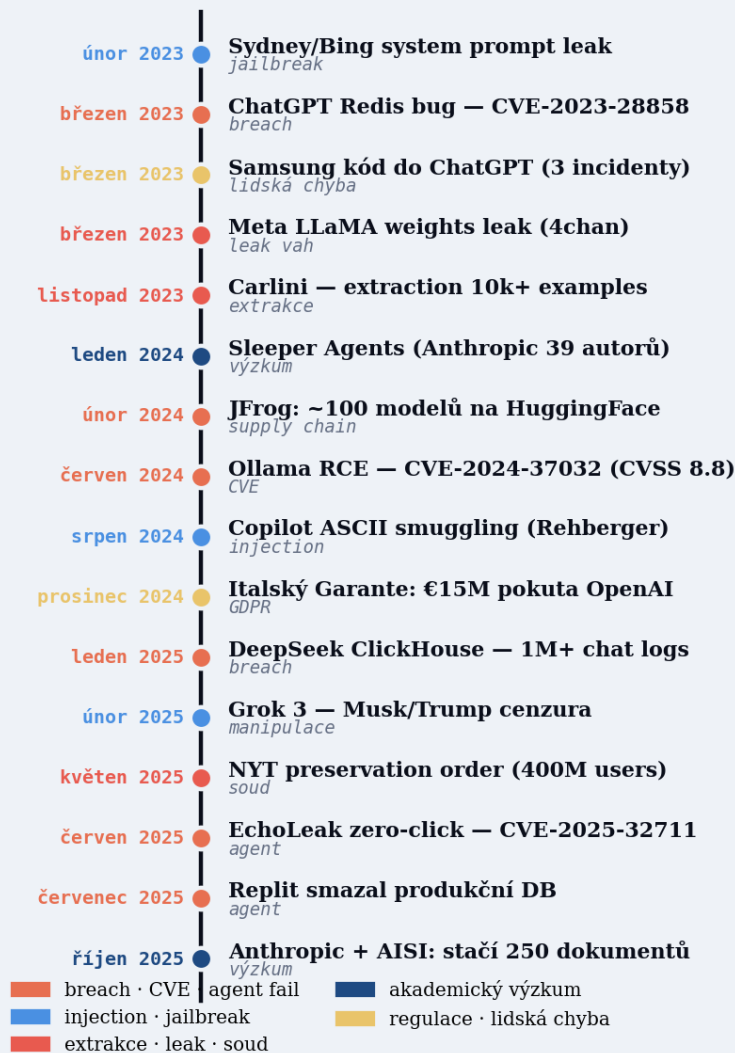 únor 2023 Sydney/Bing system prompt leak
jailbreak
březen 2023 ChatGPT Redis bug — CVE-2023-28858
breach
březen 2023 Samsung kód do ChatGPT (3 incidenty)
lidská chyba
březen 2023 Meta LLaMA weights leak (4chan)
leak vah
listopad 2023 Carlini — extraction 10k+ examples
extrakce
leden 2024 Sleeper Agents (Anthropic 39 autorů)
výzkum
únor 2024 JFrog: ~100 modelů na HuggingFace
supply chain
červen 2024 Ollama RCE — CVE-2024-37032 (CVSS 8.8)
CVE
srpen 2024 Copilot ASCII smuggling (Rehberger)
injection
prosinec 2024 Italský Garante: €15M pokuta OpenAI
GDPR
leden 2025 DeepSeek ClickHouse — 1M+ chat logs
breach
únor 2025 Grok 3 — Musk/Trump cenzura
manipulace
květen 2025 NYT preservation order (400M users)
soud
červen 2025 EchoLeak zero-click — CVE-2025-32711
agent
červenec 2025 Replit smazal produkční DB
agent
říjen 2025 Anthropic + AISI: stačí 250 dokumentů
výzkum
breach · CVE · agent fail
injection · jailbreak
extrakce · leak · soud
akademický výzkum
regulace · lidská chyba